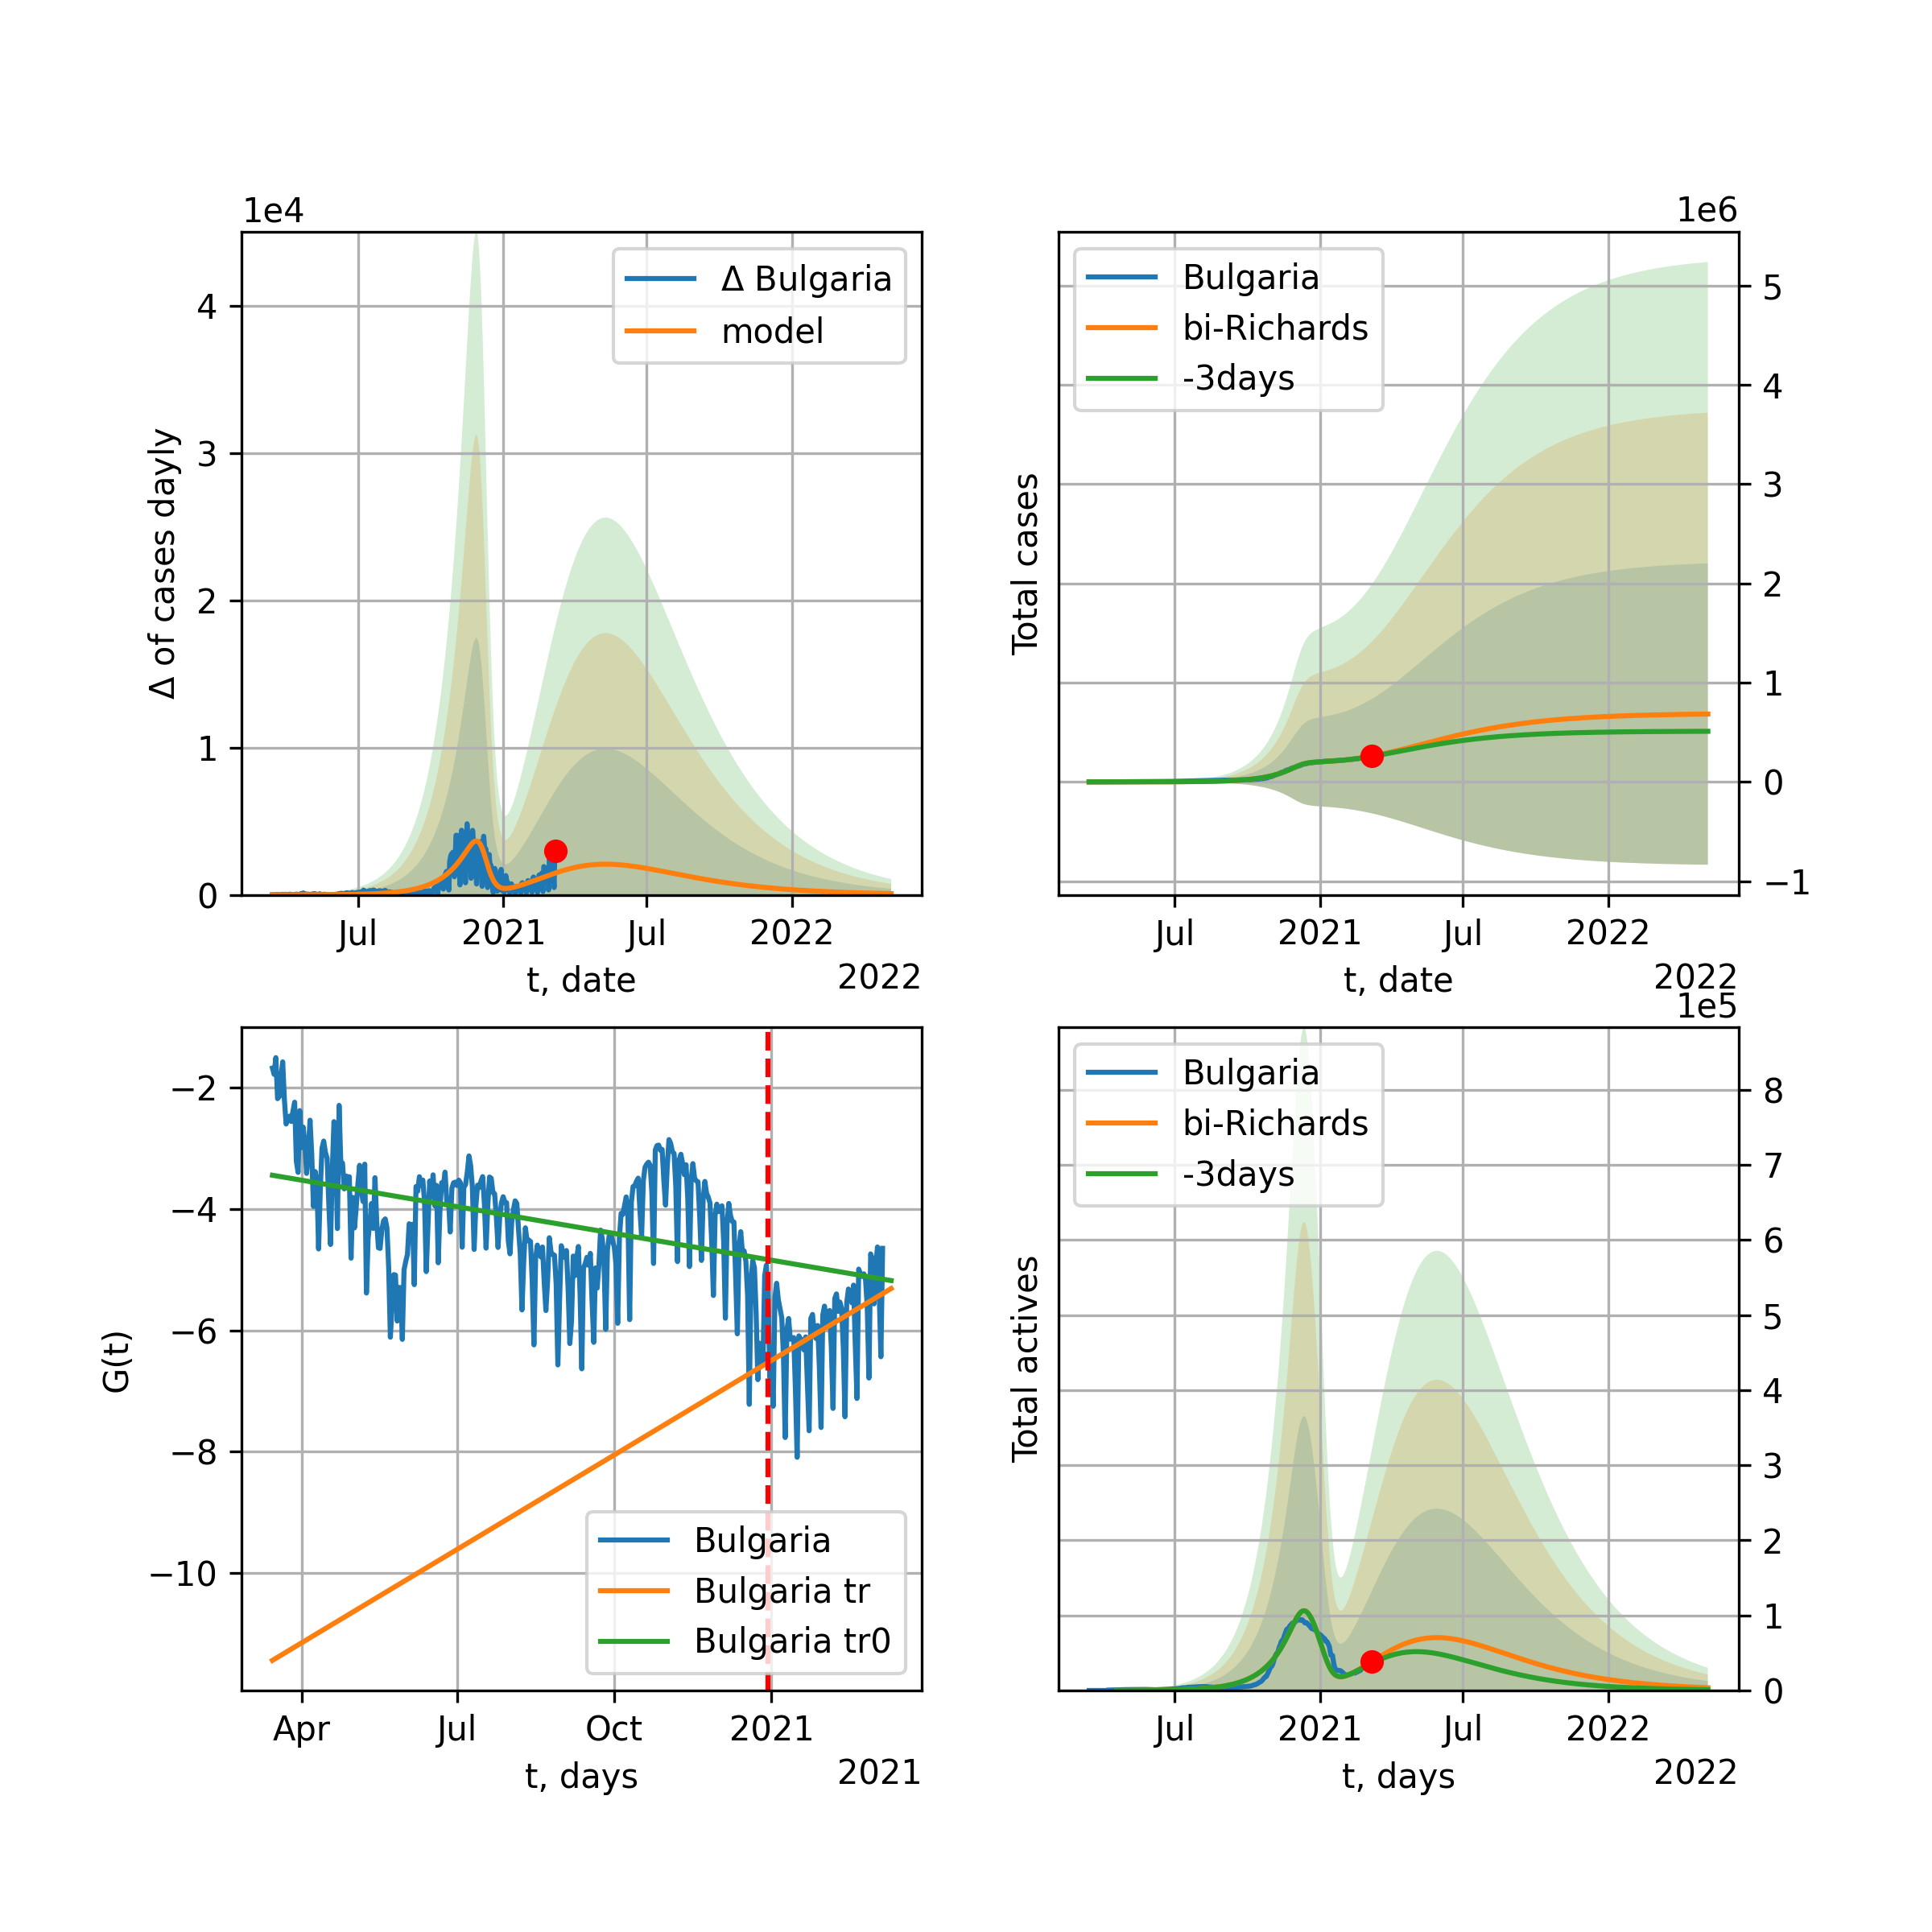 1e4
Δ of cases dayly
4
3
2
1
0
Δ Bulgaria
model
Jul
2021
Jul
2022
t, date
2022
1e6
Total cases
Bulgaria
bi-Richards
-3days
5
4
3
2
1
0
−1
Jul
2021
Jul
2022
t, date
2022
G(t)
−2
−4
−6
−8
−10
Bulgaria
Bulgaria tr
Bulgaria tr0
Apr
Jul
Oct
2021
t, days
2021
1e5
Total actives
Bulgaria
bi-Richards
-3days
8
7
6
5
4
3
2
1
0
Jul
2021
Jul
2022
t, days
2022